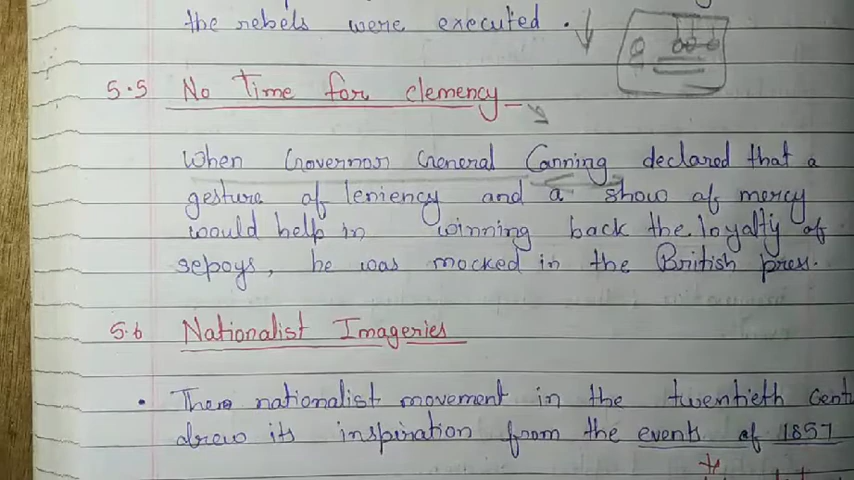 the rebels were executed.
5.5 No Time for clemency
When Governor General Canning declared that a
gesture of leniency and a show of mercy
would help in winning back the loyalty of
sepoys, he was mocked in the British press.
5.6 Nationalist Imageries
• The nationalist movement in the twentieth cent
drew its inspiration from the events of 1857